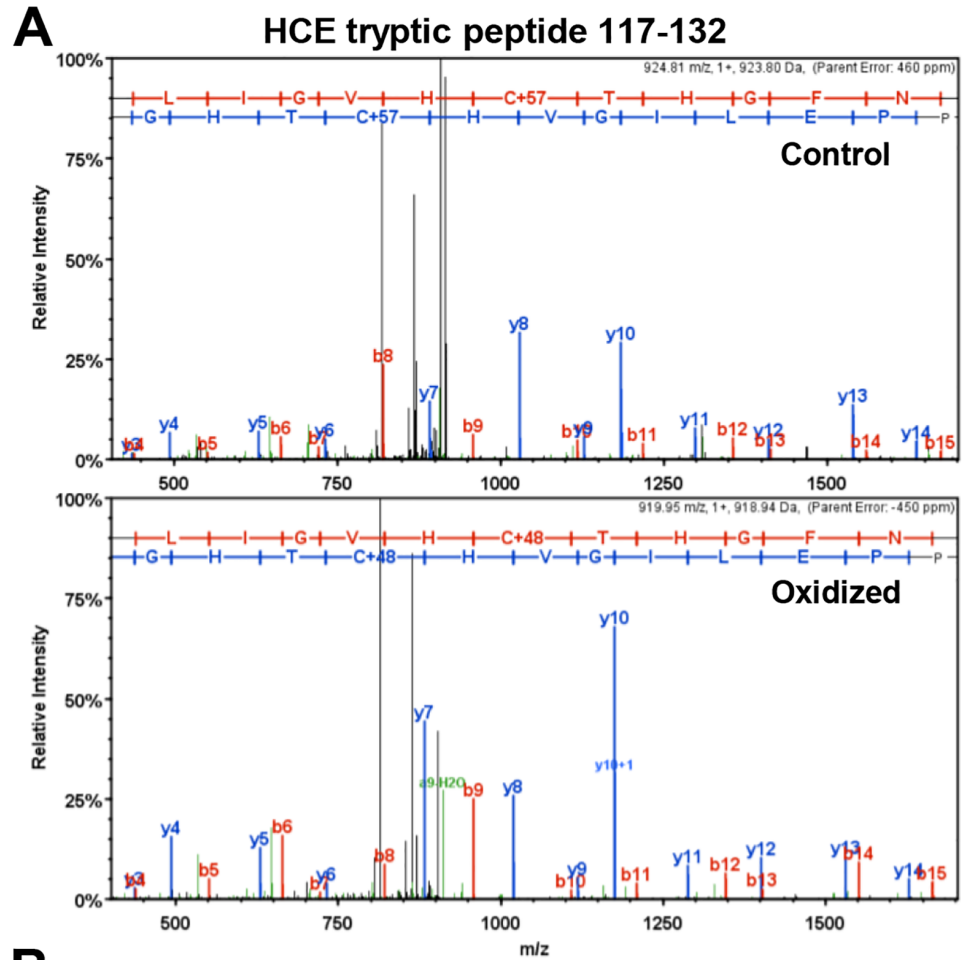 A
HCE tryptic peptide 117-132
924.81 m/z, 1+, 923.80 Da, (Parent Error: 460 ppm)
L I G V H C+57 T H G F N
G H T C+57 H V G I L E P P
Control
Relative Intensity
100%
75%
50%
25%
0%
y3 b4 y4 b5 y5 b6 b7 y6 b8 y7 b9 y8 b10 y9 y10 b11 y11 b12 y12 b13 y13 b14 y14 b15
500 750 1000 1250 1500
919.95 m/z, 1+, 918.94 Da, (Parent Error: -450 ppm)
L I G V H C+48 T H G F N
G H T C+48 H V G I L E P P
Oxidized
Relative Intensity
100%
75%
50%
25%
0%
y3 b4 y4 b5 y5 b6 b7 y6 b8 y7 a9-H2O b9 y8 b10 y9 y10 y10+1 b11 y11 b12 y12 b13 y13 b14 y14 b15
500 750 1000 1250 1500
m/z